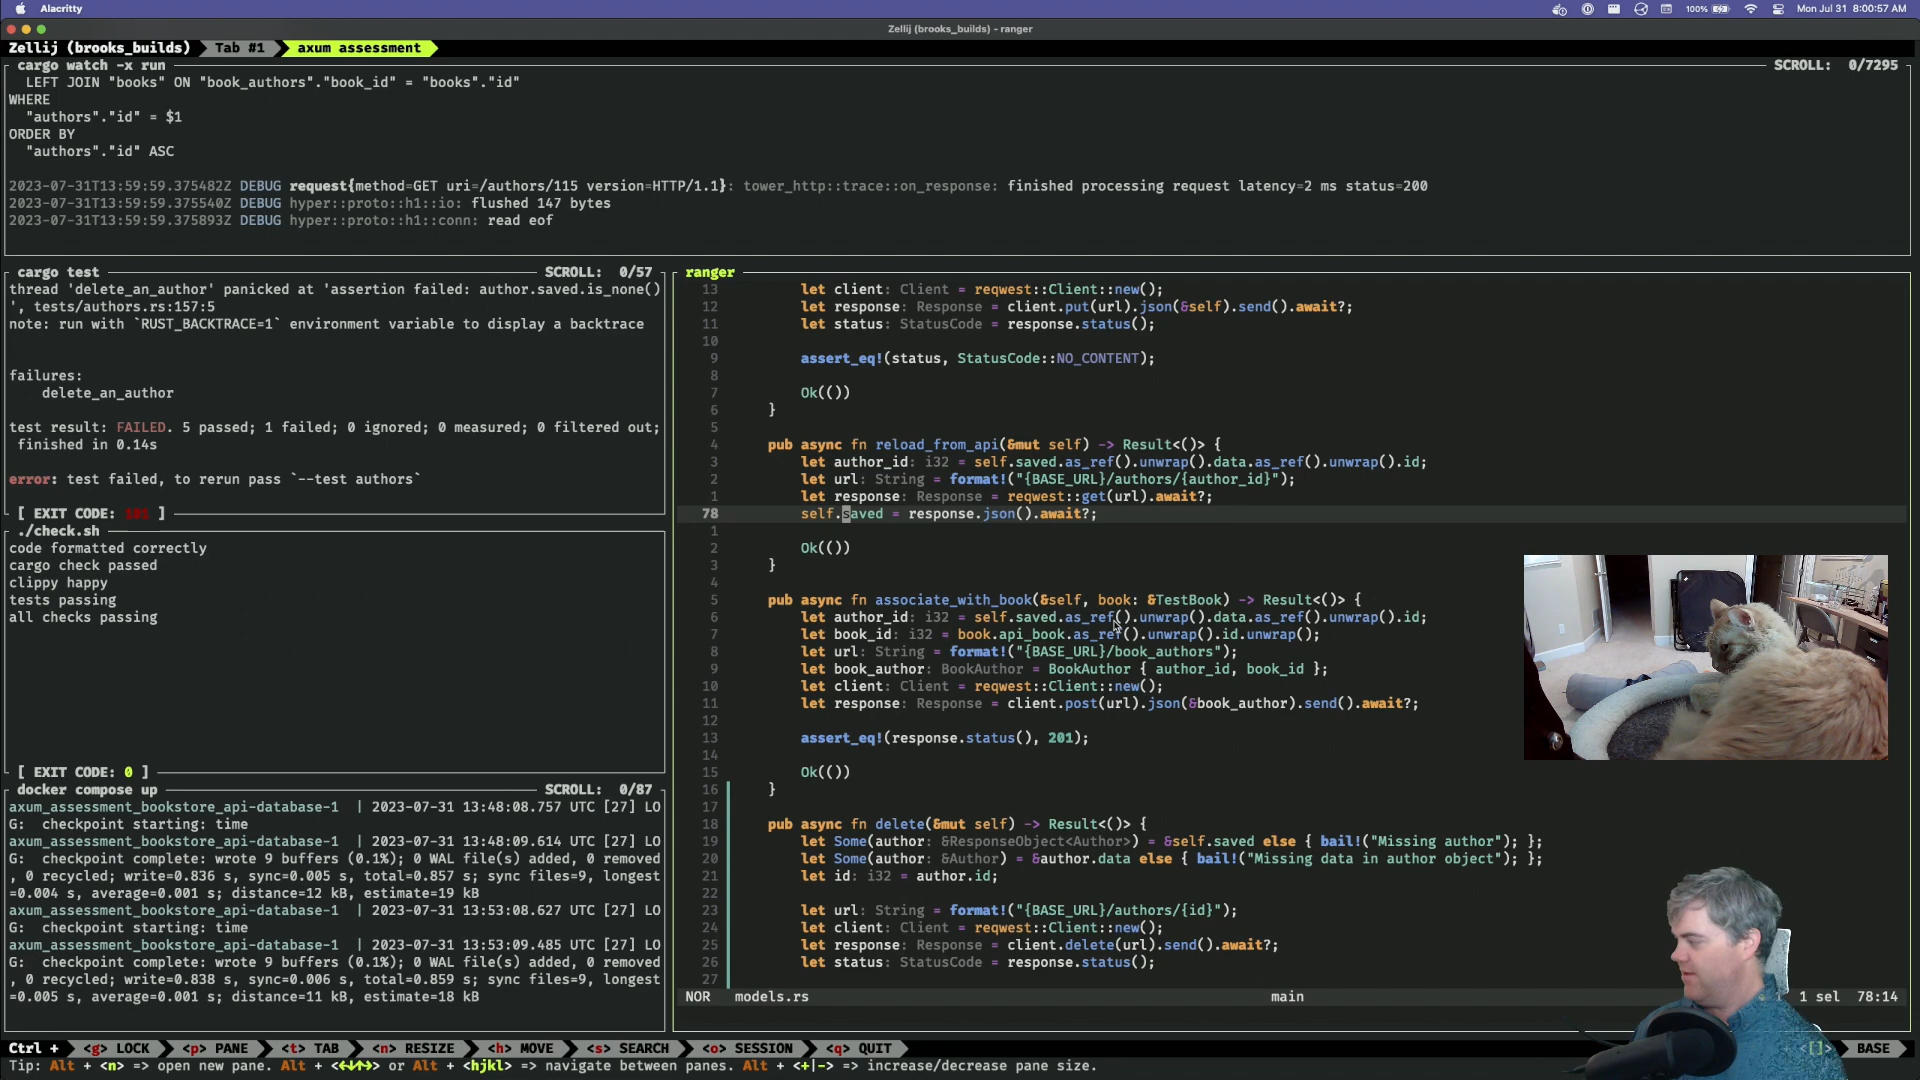 Alacritty
100%
Mon Jul 31 8:00:57 AM
Zellij (brooks_builds) - ranger
Zellij (brooks_builds) Tab #1 axum assessment
cargo watch -x run SCROLL: 0/7295
LEFT JOIN "books" ON "book_authors"."book_id" = "books"."id"
WHERE
"authors"."id" = $1
ORDER BY
"authors"."id" ASC
2023-07-31T13:59:59.375482Z DEBUG request{method=GET uri=/authors/115 version=HTTP/1.1}: tower_http::trace::on_response: finished processing request latency=2 ms status=200
2023-07-31T13:59:59.375540Z DEBUG hyper::proto::h1::io: flushed 147 bytes
2023-07-31T13:59:59.375893Z DEBUG hyper::proto::h1::conn: read eof
cargo test SCROLL: 0/57
thread 'delete_an_author' panicked at 'assertion failed: author.saved.is_none()
', tests/authors.rs:157:5
note: run with `RUST_BACKTRACE=1` environment variable to display a backtrace
failures:
delete_an_author
test result: FAILED. 5 passed; 1 failed; 0 ignored; 0 measured; 0 filtered out;
finished in 0.14s
error: test failed, to rerun pass `--test authors`
[ EXIT CODE: ]
./check.sh
code formatted correctly
cargo check passed
clippy happy
tests passing
all checks passing
[ EXIT CODE: 0 ]
docker compose up SCROLL: 0/87
axum_assessment_bookstore_api-database-1 | 2023-07-31 13:48:08.757 UTC [27] LO
G: checkpoint starting: time
axum_assessment_bookstore_api-database-1 | 2023-07-31 13:48:09.614 UTC [27] LO
G: checkpoint complete: wrote 9 buffers (0.1%); 0 WAL file(s) added, 0 removed
, 0 recycled; write=0.836 s, sync=0.005 s, total=0.857 s; sync files=9, longest
=0.004 s, average=0.001 s; distance=12 kB, estimate=19 kB
axum_assessment_bookstore_api-database-1 | 2023-07-31 13:53:08.627 UTC [27] LO
G: checkpoint starting: time
axum_assessment_bookstore_api-database-1 | 2023-07-31 13:53:09.485 UTC [27] LO
G: checkpoint complete: wrote 9 buffers (0.1%); 0 WAL file(s) added, 0 removed
, 0 recycled; write=0.838 s, sync=0.006 s, total=0.859 s; sync files=9, longest
=0.005 s, average=0.001 s; distance=11 kB, estimate=18 kB
ranger
13 let client: Client = reqwest::Client::new();
12 let response: Response = client.put(url).json(&self).send().await?;
11 let status: StatusCode = response.status();
10
9 assert_eq!(status, StatusCode::NO_CONTENT);
8
7 Ok(())
6 }
5
4 pub async fn reload_from_api(&mut self) -> Result<()> {
3 let author_id: i32 = self.saved.as_ref().unwrap().data.as_ref().unwrap().id;
2 let url: String = format!("{BASE_URL}/authors/{author_id}");
1 let response: Response = reqwest::get(url).await?;
78 self.saved = response.json().await?;
1
2 Ok(())
3 }
4
5 pub async fn associate_with_book(&self, book: &TestBook) -> Result<()> {
6 let author_id: i32 = self.saved.as_ref().unwrap().data.as_ref().unwrap().id;
7 let book_id: i32 = book.api_book.as_ref().unwrap().id.unwrap();
8 let url: String = format!("{BASE_URL}/book_authors");
9 let book_author: BookAuthor = BookAuthor { author_id, book_id };
10 let client: Client = reqwest::Client::new();
11 let response: Response = client.post(url).json(&book_author).send().await?;
12
13 assert_eq!(response.status(), 201);
14
15 Ok(())
16 }
17
18 pub async fn delete(&mut self) -> Result<()> {
19 let Some(author: &ResponseObject<Author>) = &self.saved else { bail!("Missing author"); };
20 let Some(author: &Author) = &author.data else { bail!("Missing data in author object"); };
21 let id: i32 = author.id;
22
23 let url: String = format!("{BASE_URL}/authors/{id}");
24 let client: Client = reqwest::Client::new();
25 let response: Response = client.delete(url).send().await?;
26 let status: StatusCode = response.status();
27
NOR models.rs main 1 sel 78:14
Ctrl + <g> LOCK <p> PANE <t> TAB <n> RESIZE <h> MOVE <s> SEARCH <o> SESSION <q> QUIT <[]> BASE
Tip: Alt + <n> => open new pane. Alt + <←↓↑→> or Alt + <hjkl> => navigate between panes. Alt + <+|-> => increase/decrease pane size.